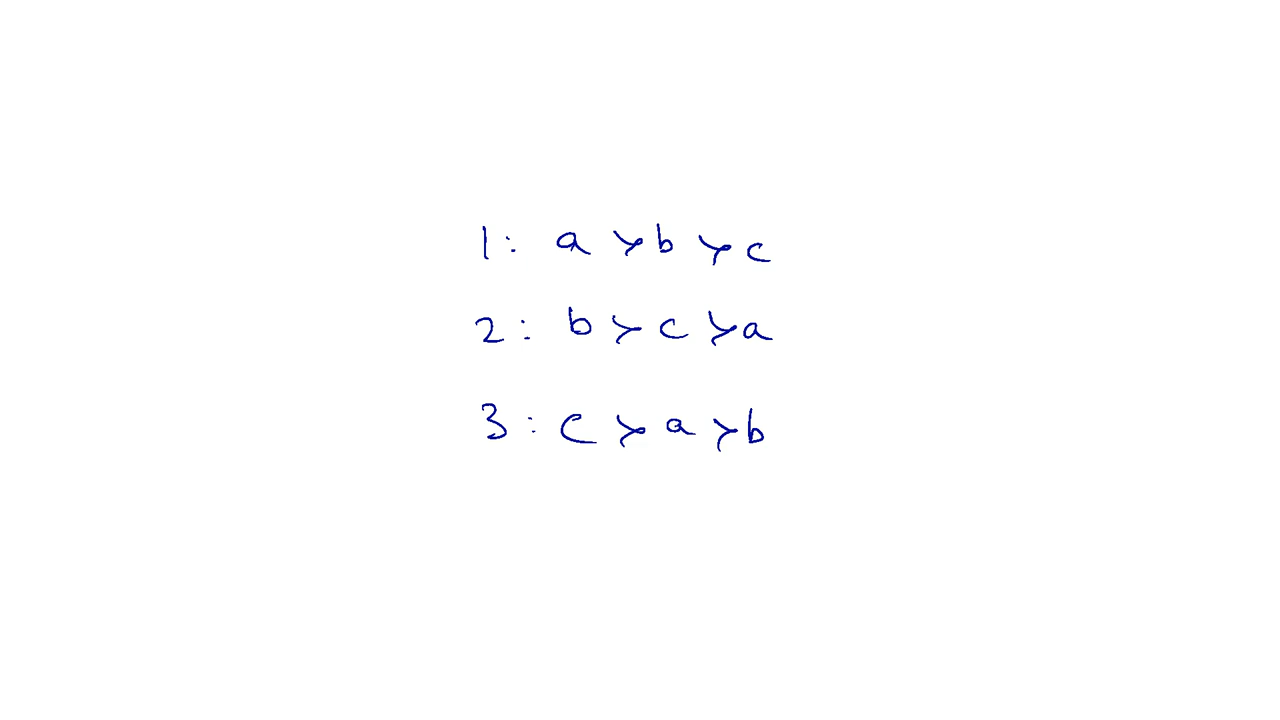 1: a ≻ b ≻ c
2: b ≻ c ≻ a
3: c ≻ a ≻ b